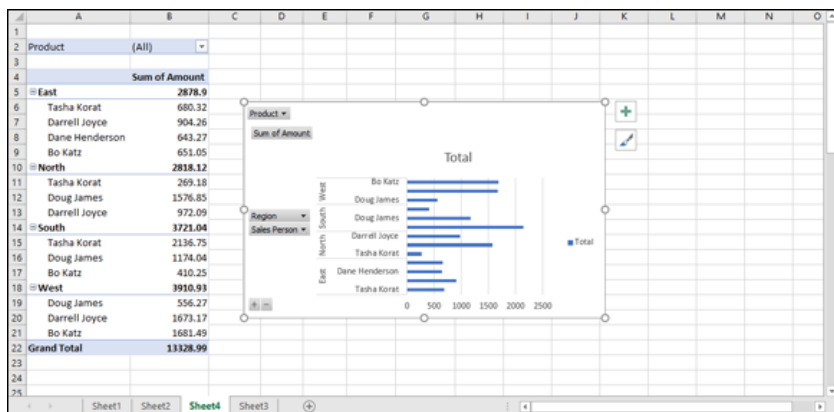 A B C D E F G H I J K L M N O
1
2 Product (All)
3
4 Sum of Amount
5 East 2878.9
6 Tasha Korat 680.32
7 Darrell Joyce 904.26
8 Dane Henderson 643.27
9 Bo Katz 651.05
10 North 2818.12
11 Tasha Korat 269.18
12 Doug James 1576.85
13 Darrell Joyce 972.09
14 South 3721.04
15 Tasha Korat 2136.75
16 Doug James 1174.04
17 Bo Katz 410.25
18 West 3910.93
19 Doug James 556.27
20 Darrell Joyce 1673.17
21 Bo Katz 1681.49
22 Grand Total 13328.99
23
24
25
Product
Sum of Amount
Total
West
Bo Katz
Doug James
South
Doug James
Region
Sales Person
North
Darrell Joyce
Tasha Korat
East
Dane Henderson
Tasha Korat
Total
0 500 1000 1500 2000 2500
Sheet1 Sheet2 Sheet4 Sheet3